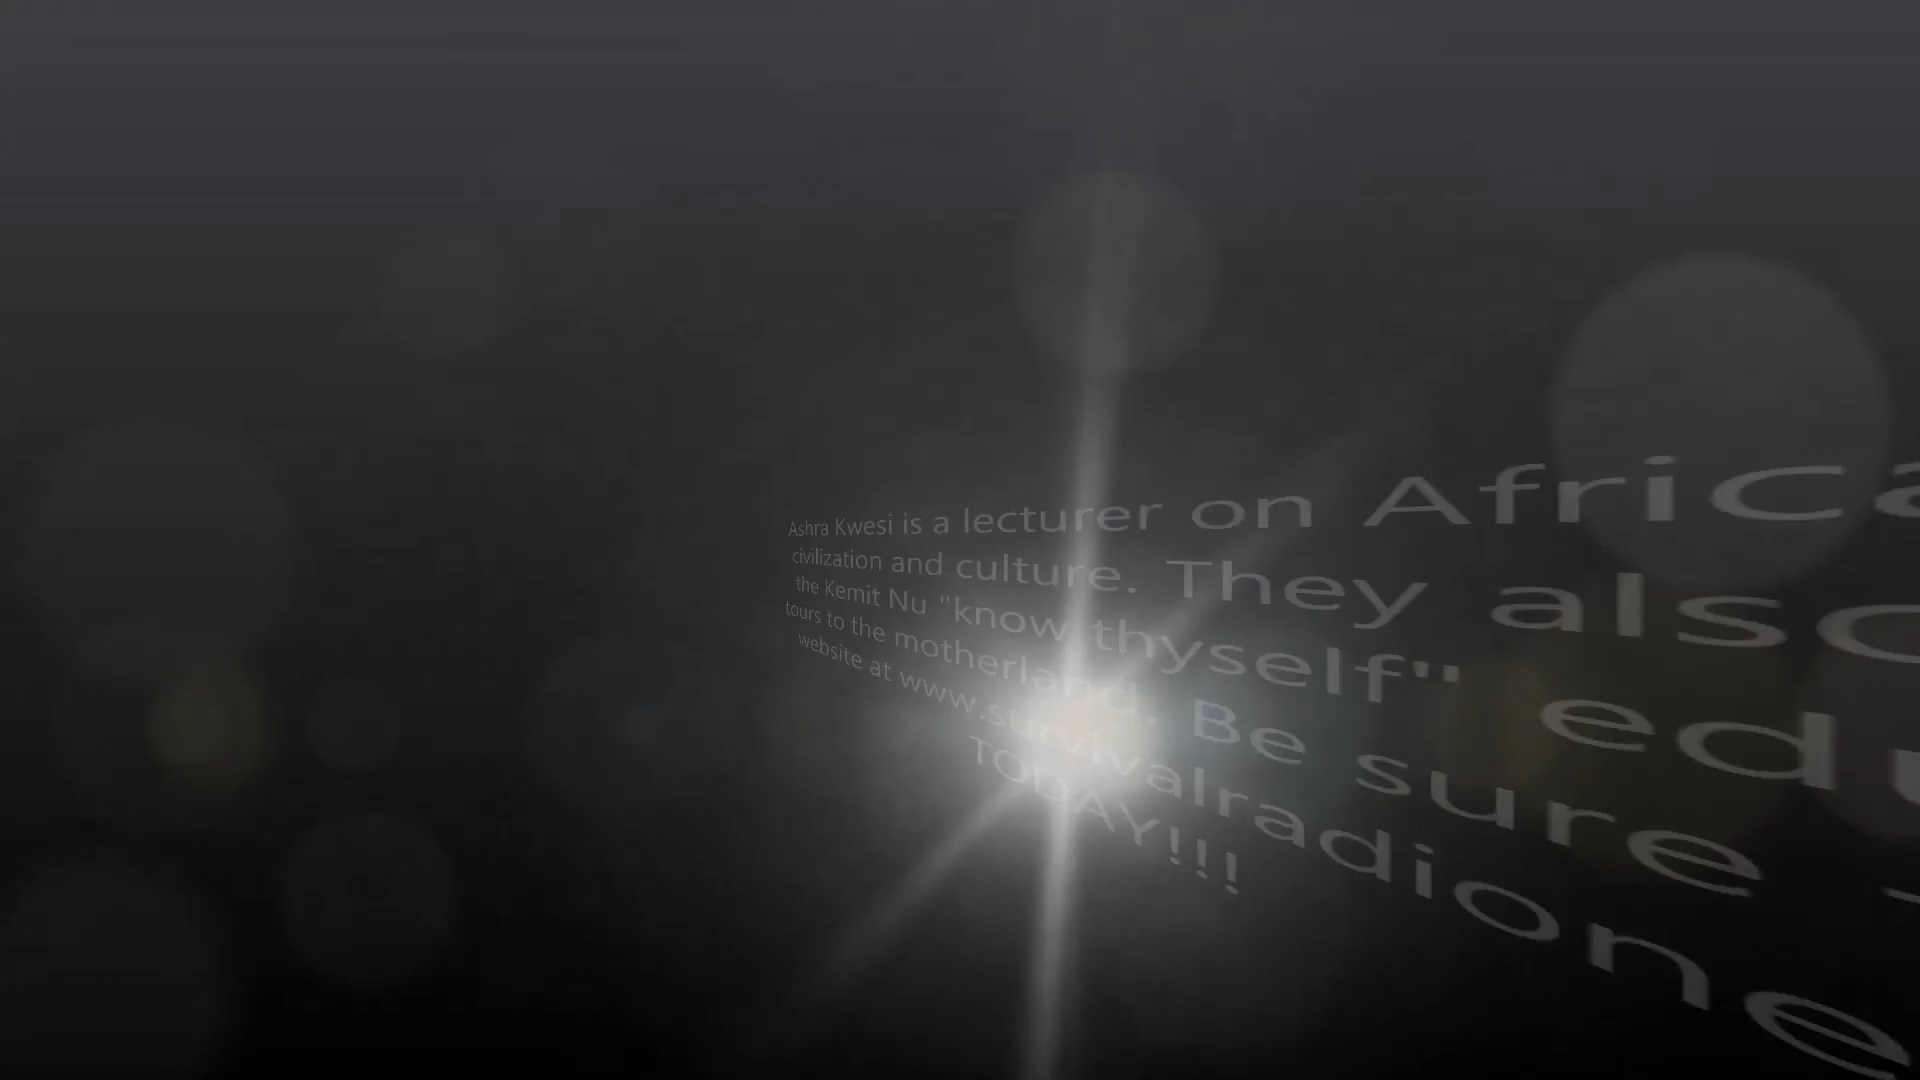 Ashra Kwesi is a lecturer on Africa
civilization and culture. They also
the Kemit Nu "know thyself" edu
tours to the motherland. Be sure
website at www.survivalradione
TODAY!!!